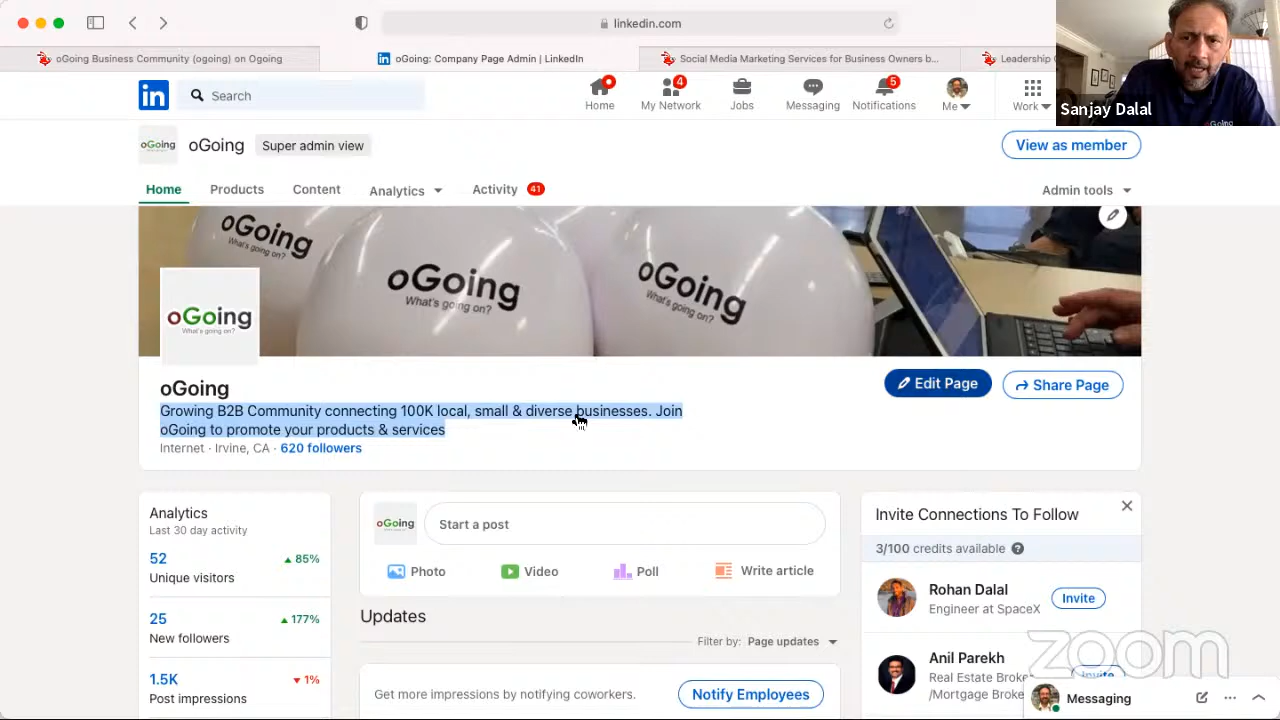 linkedin.com
oGoing Business Community (ogoing) on Ogoing
oGoing: Company Page Admin | LinkedIn
Social Media Marketing Services for Business Owners b...
Leadership
Sanjay Dalal
oGoing
in
Search
Home
4
My Network
Jobs
Messaging
5
Notifications
Me
Work
oGoing
oGoing
Super admin view
View as member
Home
Products
Content
Analytics
Activity
41
Admin tools
oGoing
What's going on?
oGoing
What's going on?
oGoing
What's going on?
oGoing
What's going on?
oGoing
Growing B2B Community connecting 100K local, small & diverse businesses. Join
oGoing to promote your products & services
Internet · Irvine, CA · 620 followers
Edit Page
Share Page
Analytics
Last 30 day activity
52
85%
Unique visitors
25
177%
New followers
1.5K
1%
Post impressions
oGoing
Start a post
Photo
Video
Poll
Write article
Updates
Filter by: Page updates
Get more impressions by notifying coworkers.
Notify Employees
Invite Connections To Follow
3/100 credits available
Rohan Dalal
Engineer at SpaceX
Invite
Anil Parekh
Real Estate Broker
/Mortgage Broke
Invite
zoom
Messaging